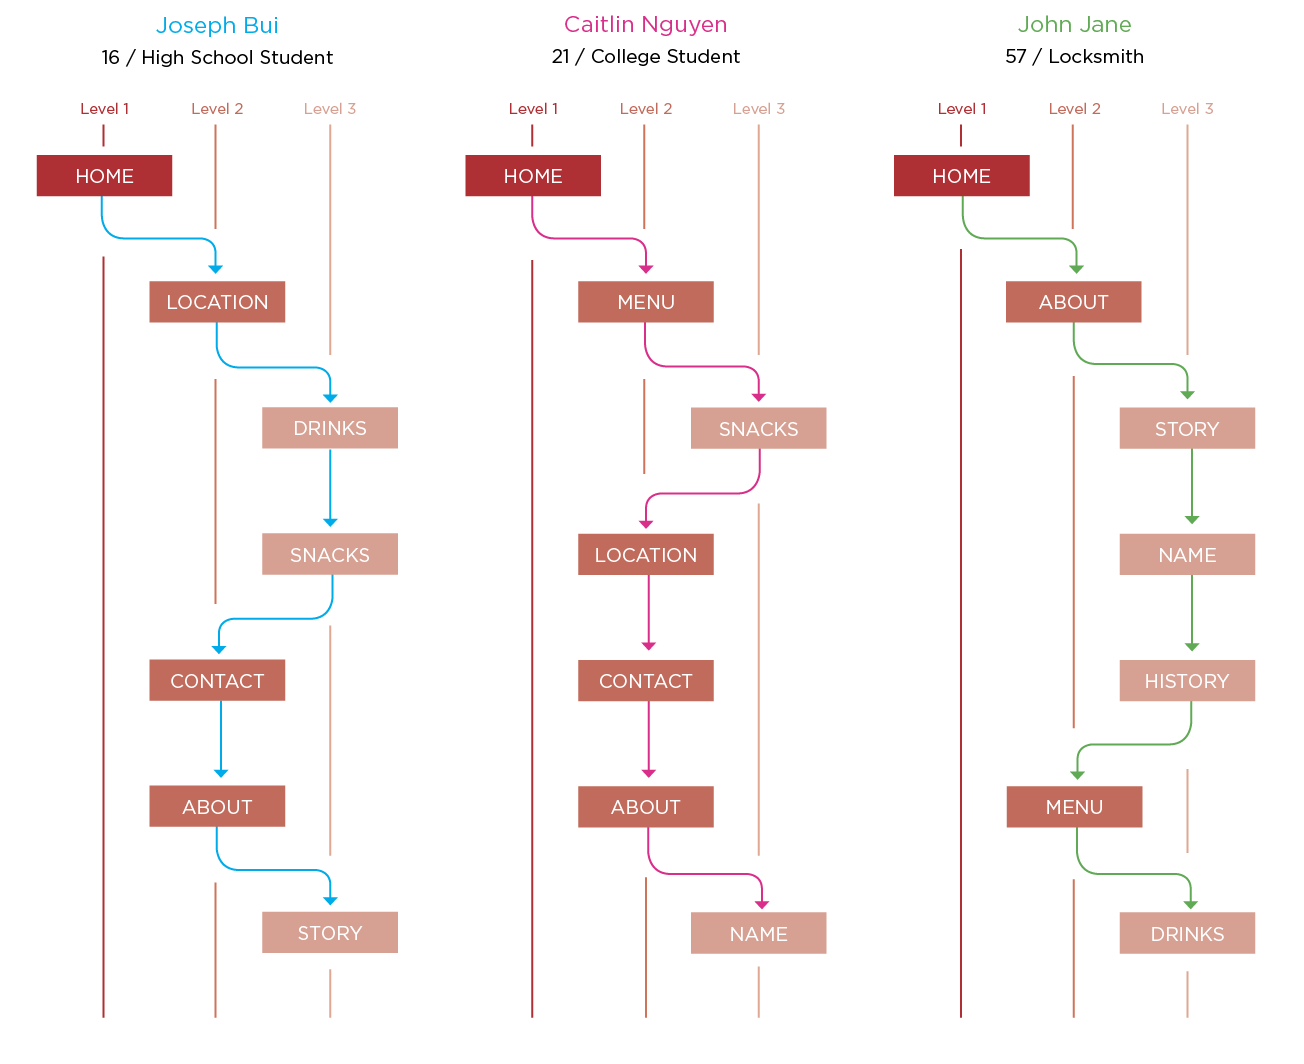 Joseph Bui
16 / High School Student
Level 1
Level 2
Level 3
HOME
LOCATION
DRINKS
SNACKS
CONTACT
ABOUT
STORY
Caitlin Nguyen
21 / College Student
Level 1
Level 2
Level 3
HOME
MENU
SNACKS
LOCATION
CONTACT
ABOUT
NAME
John Jane
57 / Locksmith
Level 1
Level 2
Level 3
HOME
ABOUT
STORY
NAME
HISTORY
MENU
DRINKS